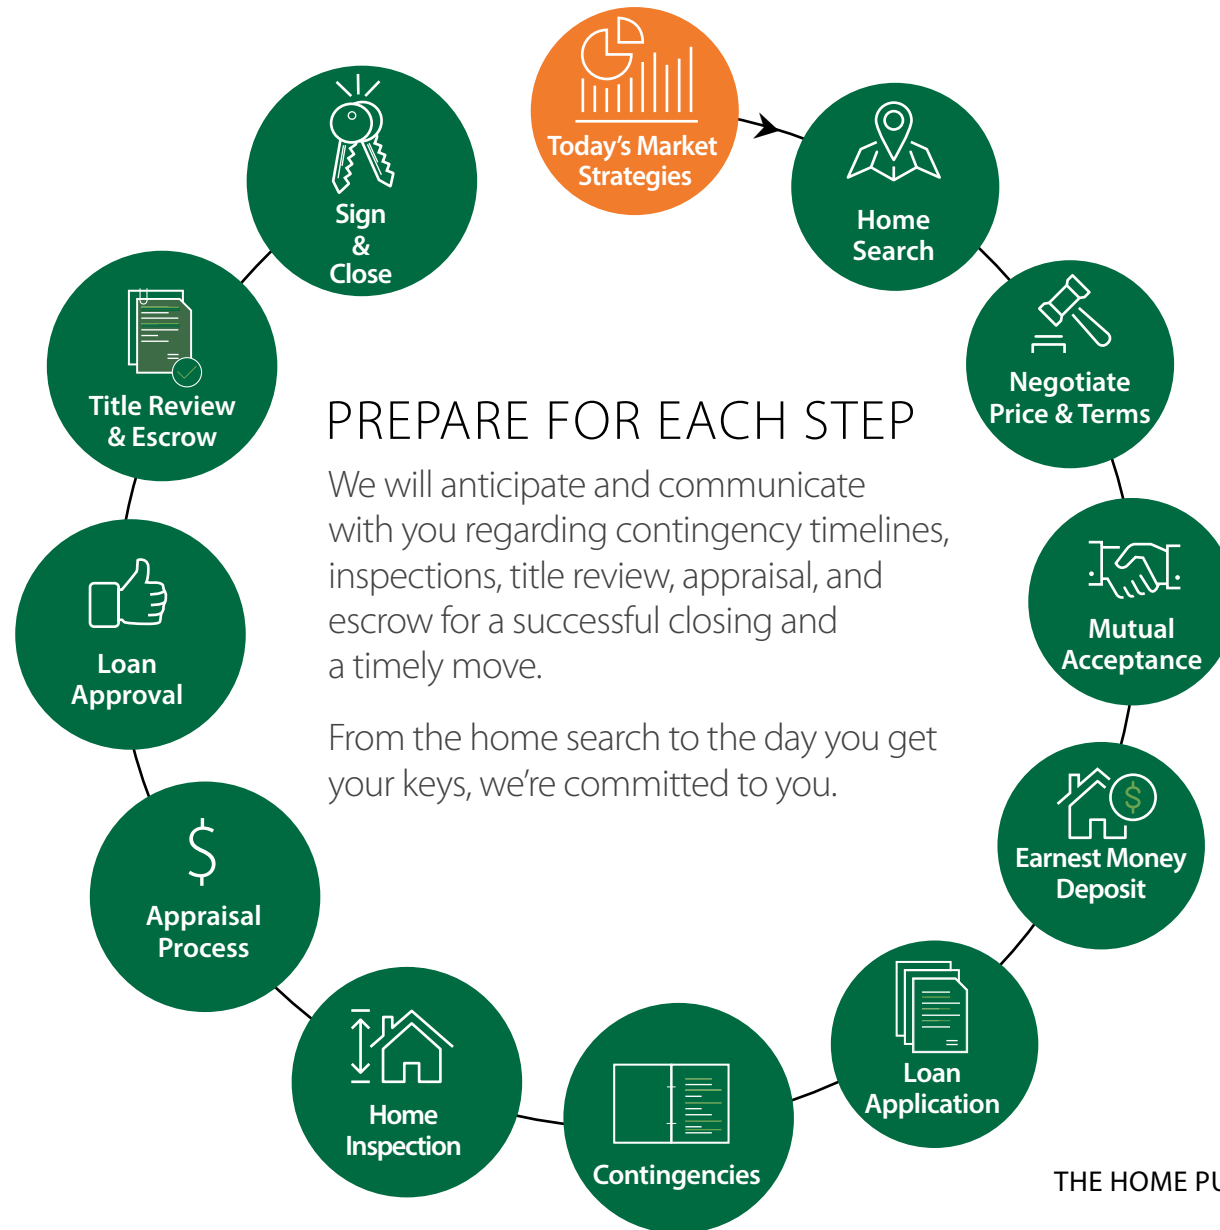 Today's Market
Strategies
Home
Search
Negotiate
Price & Terms
Mutual
Acceptance
Earnest Money
Deposit
Loan
Application
Contingencies
Home
Inspection
Appraisal
Process
Loan
Approval
Title Review
& Escrow
Sign
&
Close
PREPARE FOR EACH STEP
We will anticipate and communicate
with you regarding contingency timelines,
inspections, title review, appraisal, and
escrow for a successful closing and
a timely move.
From the home search to the day you get
your keys, we're committed to you.
THE HOME PU